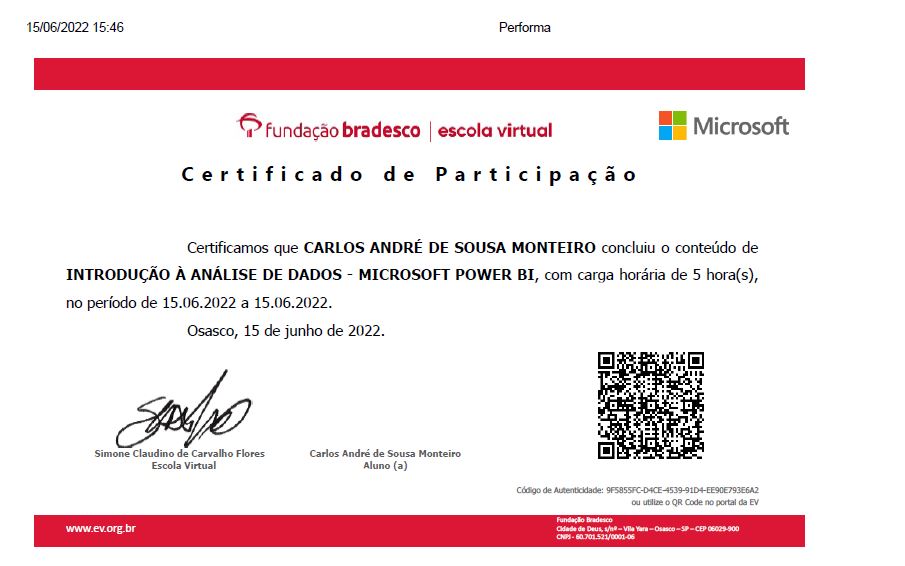 15/06/2022 15:46
Performa
fundação bradesco | escola virtual
Microsoft
Certificado de Participação
Certificamos que CARLOS ANDRÉ DE SOUSA MONTEIRO concluiu o conteúdo de
INTRODUÇÃO À ANÁLISE DE DADOS - MICROSOFT POWER BI, com carga horária de 5 hora(s),
no período de 15.06.2022 a 15.06.2022.
Osasco, 15 de junho de 2022.
Simone Claudino de Carvalho Flores
Escola Virtual
Carlos André de Sousa Monteiro
Aluno (a)
Código de Autenticidade: 9F5855FC-D4CE-4539-91D4-EE90E793E6A2
ou utilize o QR Code no portal da EV
www.ev.org.br
Fundação Bradesco
Cidade de Deus, s/nº – Vila Yara – Osasco – SP – CEP 06029-900
CNPJ - 60.701.521/0001-06